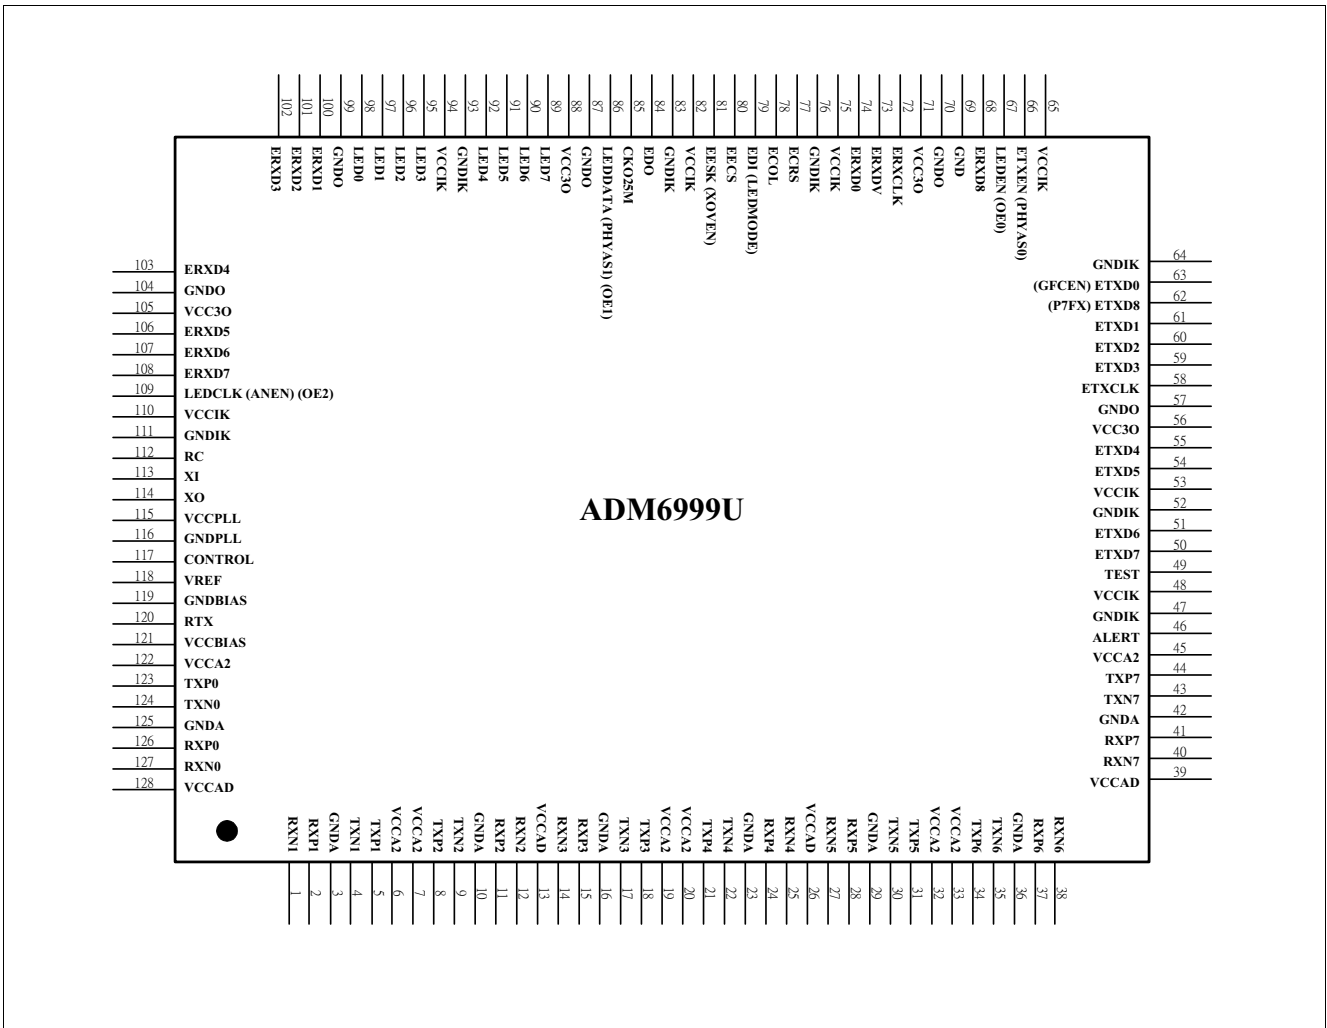 102 101 100 99 98 97 96 95 94 93 92 91 90 89 88 87 86 85 84 83 82 81 80 79 78 77 76 75 74 73 72 71 70 69 68 67 66 65
ERXD3
ERXD2
ERXD1
GNDO
LED0
LED1
LED2
LED3
VCCIK
GNDIK
LED4
LED5
LED6
LED7
VCC3O
GNDO
LEDDATA (PHYAS1) (OE1)
CKO25M
EDO
GNDIK
VCCIK
EESK (XOVEN)
EECS
EDI (LEDMODE)
ECOL
ECRS
GNDIK
VCCIK
ERXD0
ERXDV
ERXCLK
VCC3O
GNDO
GND
ERXD8
LEDEN (OE0)
ETXEN (PHYAS0)
VCCIK
103 ERXD4
104 GNDO
105 VCC3O
106 ERXD5
107 ERXD6
108 ERXD7
109 LEDCLK (ANEN) (OE2)
110 VCCIK
111 GNDIK
112 RC
113 XI
114 XO
115 VCCPLL
116 GNDPLL
117 CONTROL
118 VREF
119 GNDBIAS
120 RTX
121 VCCBIAS
122 VCCA2
123 TXP0
124 TXN0
125 GNDA
126 RXP0
127 RXN0
128 VCCAD
ADM6999U
GNDIK 64
(GFCEN) ETXD0 63
(P7FX) ETXD8 62
ETXD1 61
ETXD2 60
ETXD3 59
ETXCLK 58
GNDO 57
VCC3O 56
ETXD4 55
ETXD5 54
VCCIK 53
GNDIK 52
ETXD6 51
ETXD7 50
TEST 49
VCCIK 48
GNDIK 47
ALERT 46
VCCA2 45
TXP7 44
TXN7 43
GNDA 42
RXP7 41
RXN7 40
VCCAD 39
RXN1
RXP1
GNDA
TXN1
TXP1
VCCA2
VCCA2
TXP2
TXN2
GNDA
RXP2
RXN2
VCCAD
RXN3
RXP3
GNDA
TXN3
TXP3
VCCA2
VCCA2
TXP4
TXN4
GNDA
RXP4
RXN4
VCCAD
RXN5
RXP5
GNDA
TXN5
TXP5
VCCA2
VCCA2
TXP6
TXN6
GNDA
RXP6
RXN6
1 2 3 4 5 6 7 8 9 10 11 12 13 14 15 16 17 18 19 20 21 22 23 24 25 26 27 28 29 30 31 32 33 34 35 36 37 38